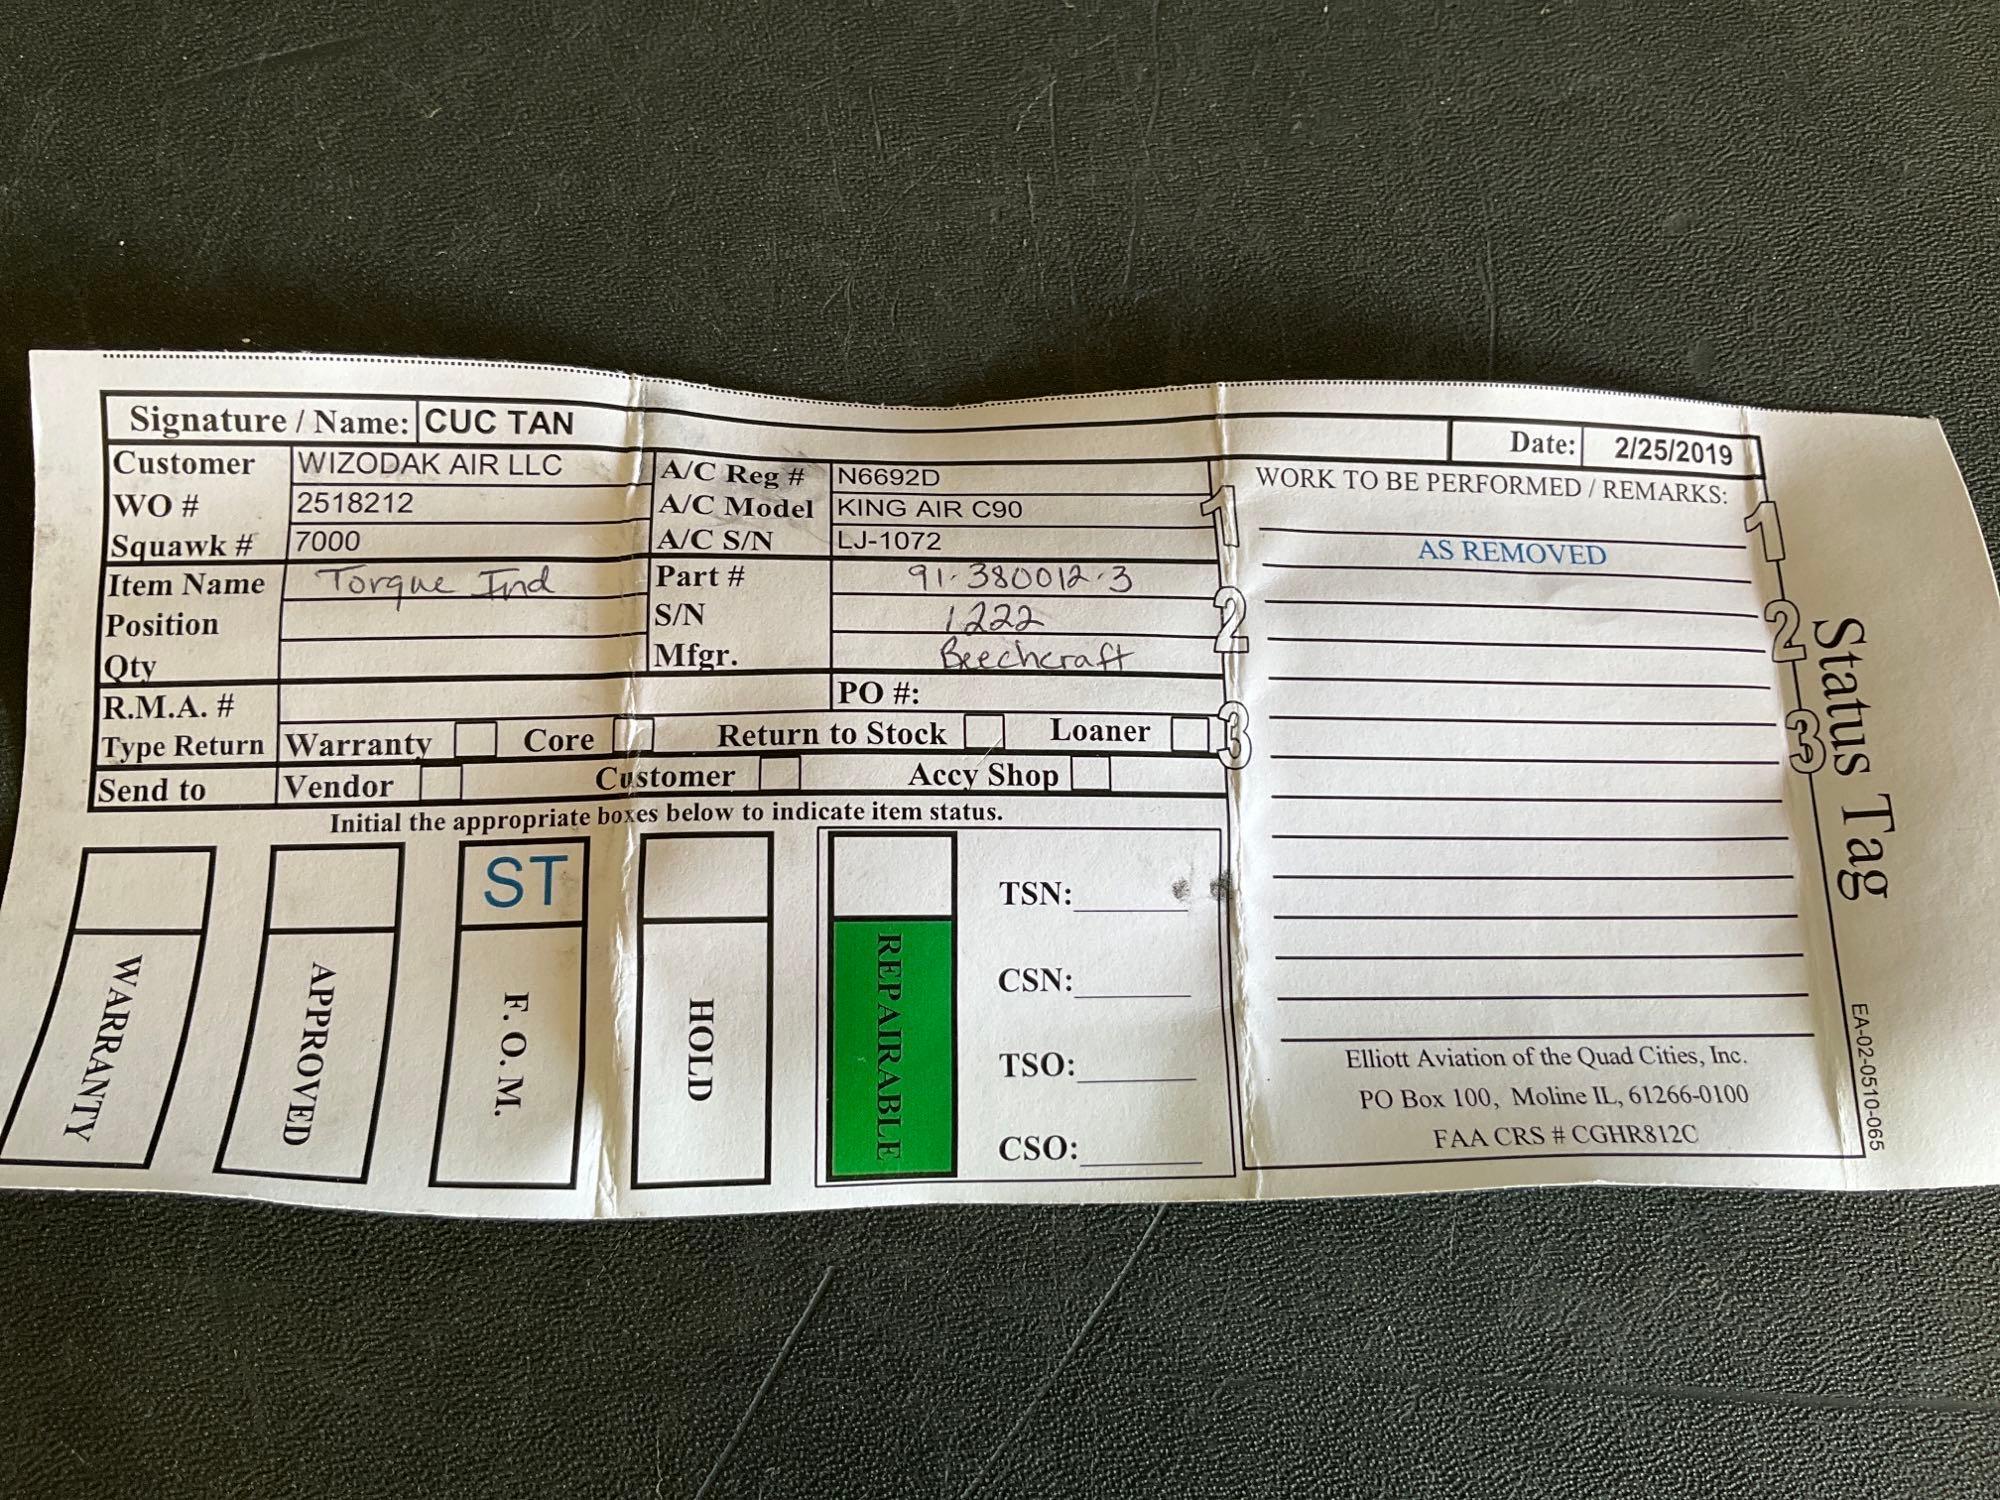 Signature / Name: CUC TAN
Date: 2/25/2019
Customer WIZODAK AIR LLC A/C Reg # N6692D
WO # 2518212 A/C Model KING AIR C90
Squawk # 7000 A/C S/N LJ-1072
Item Name Torque Ind Part # 91-380012-3
Position S/N 1222
Qty Mfgr. Beechcraft
R.M.A. # PO #:
Type Return Warranty Core Return to Stock Loaner
Send to Vendor Customer Accy Shop
Initial the appropriate boxes below to indicate item status.
WARRANTY
APPROVED
ST
F. O. M.
HOLD
REPAIRABLE
TSN:
CSN:
TSO:
CSO:
1
2
3
WORK TO BE PERFORMED / REMARKS:
AS REMOVED
Elliott Aviation of the Quad Cities, Inc.
PO Box 100, Moline IL, 61266-0100
FAA CRS # CGHR812C
1
2
3
Status Tag
EA-02-0510-065